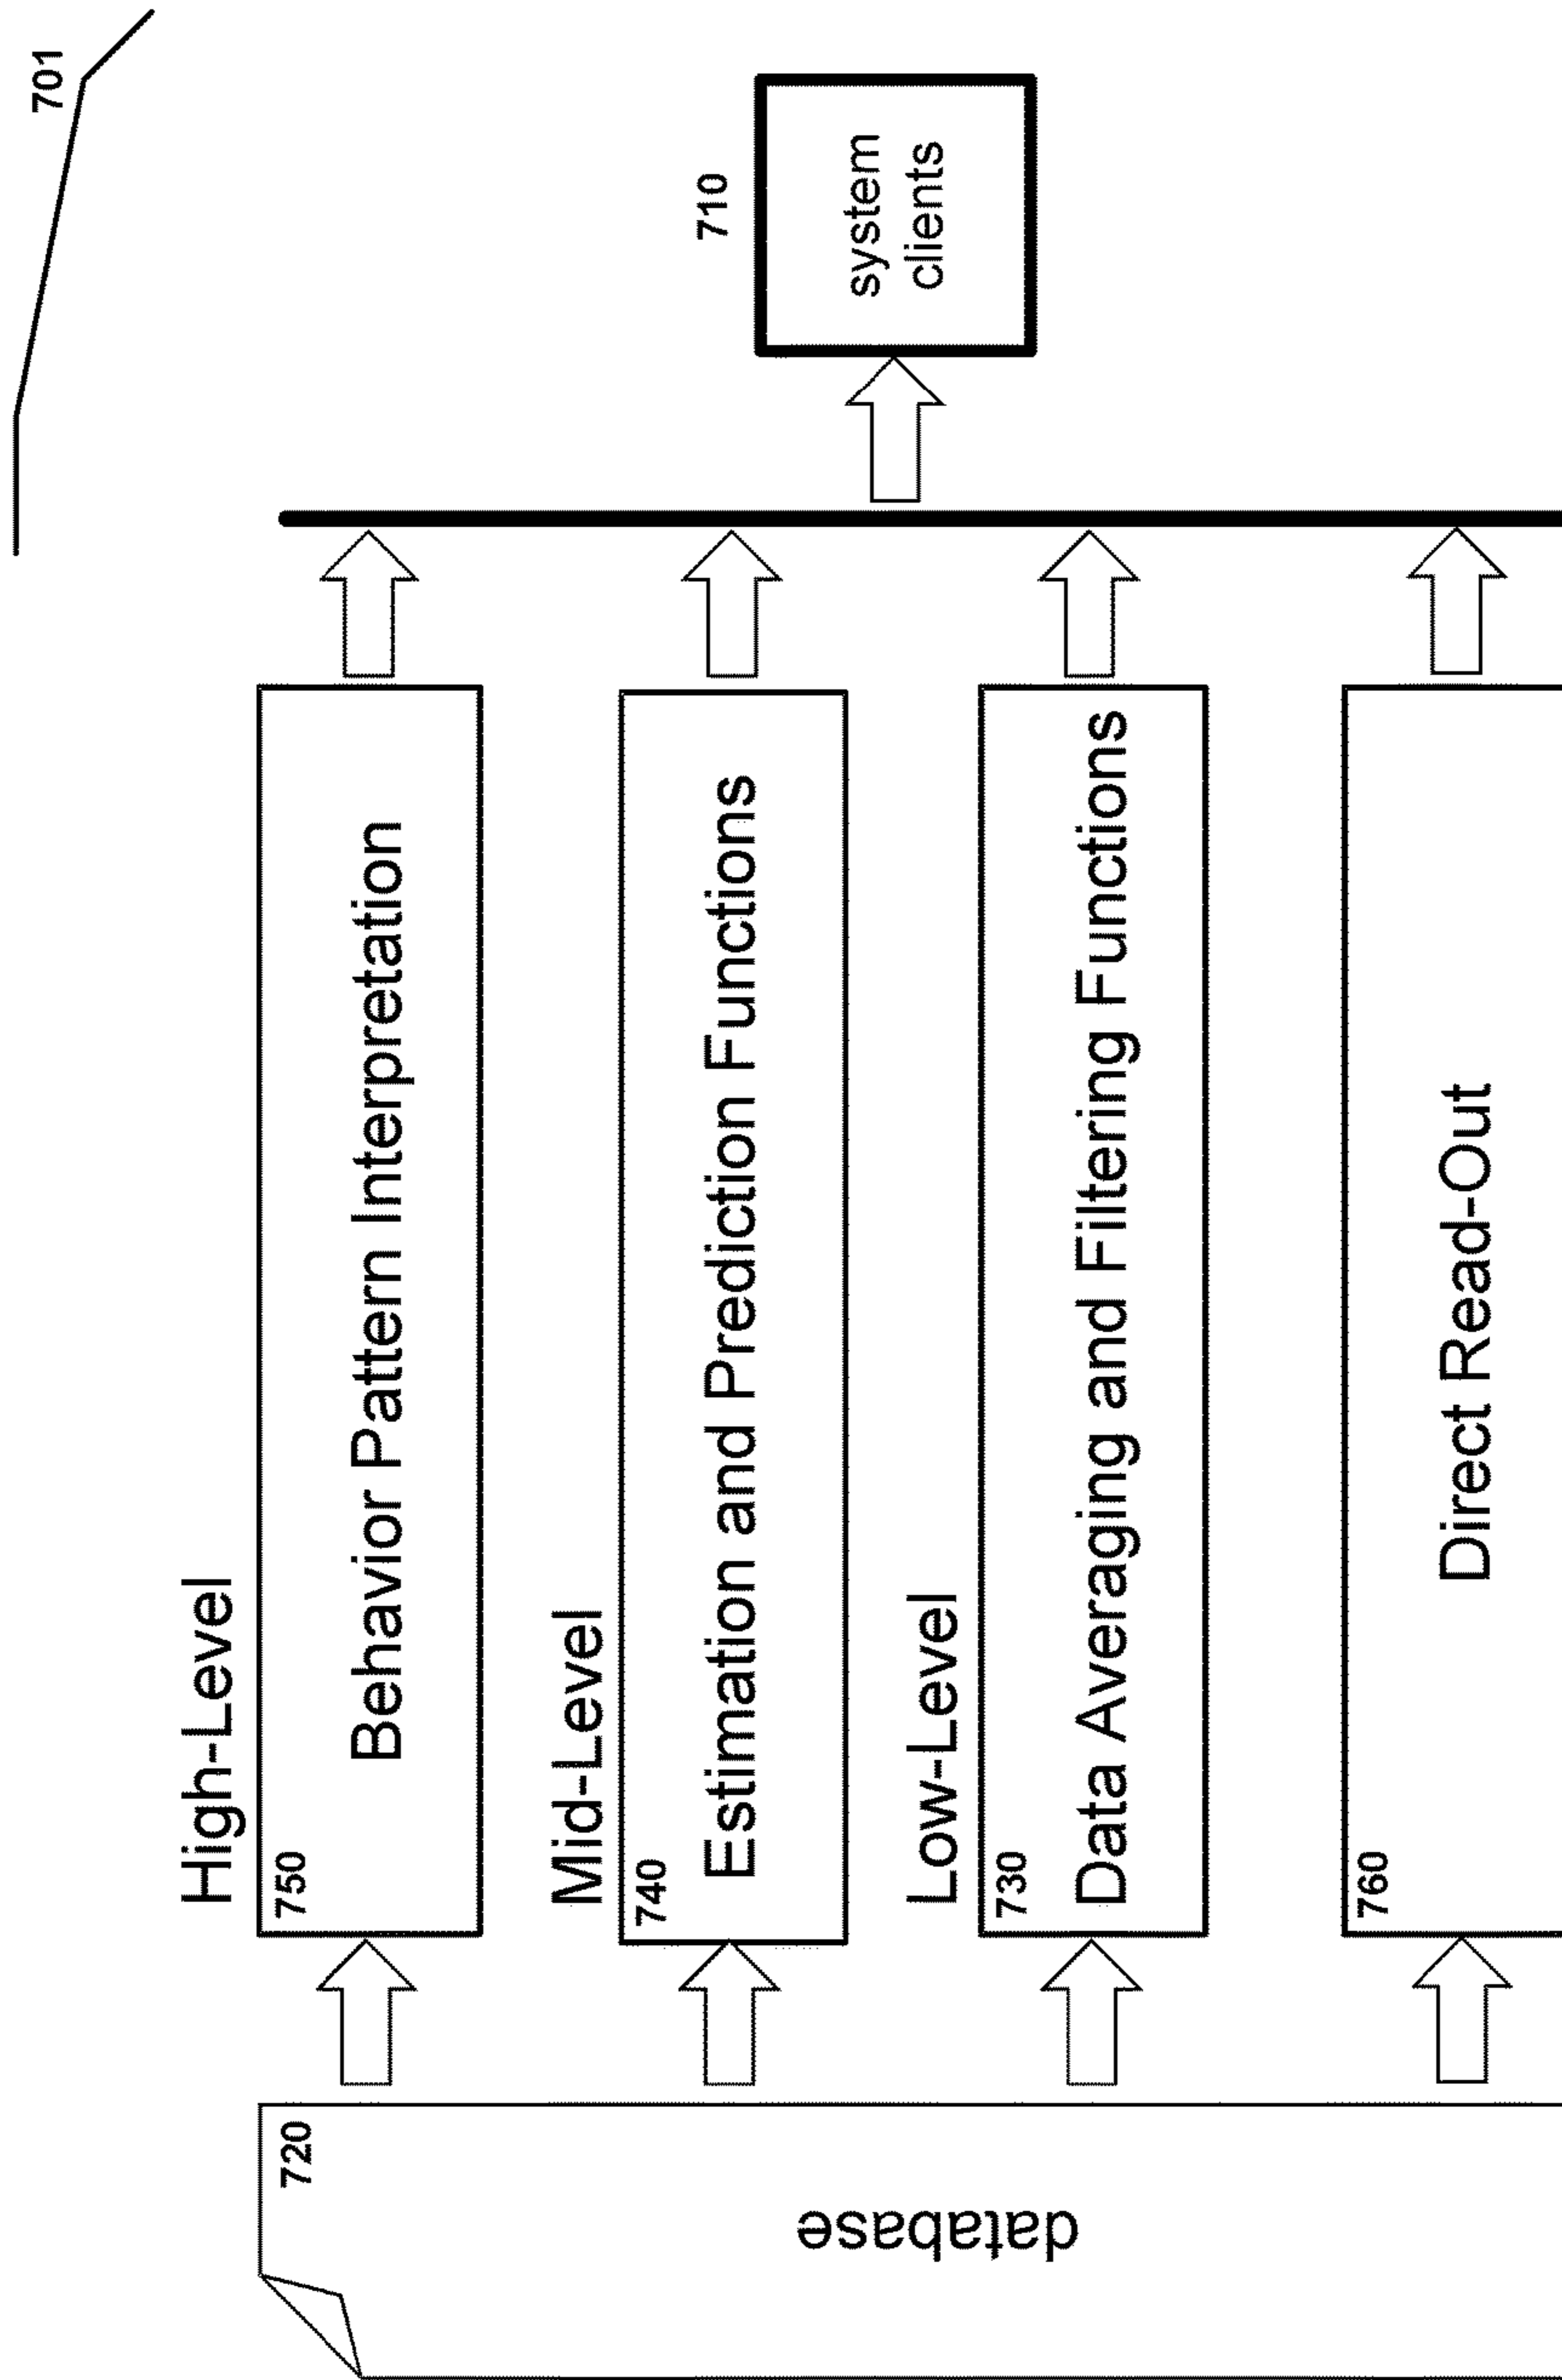 701
High-Level
750
Behavior Pattern Interpretation
Mid-Level
740
Estimation and Prediction Functions
Low-Level
730
Data Averaging and Filtering Functions
760
Direct Read-Out
720
database
710
system
clients